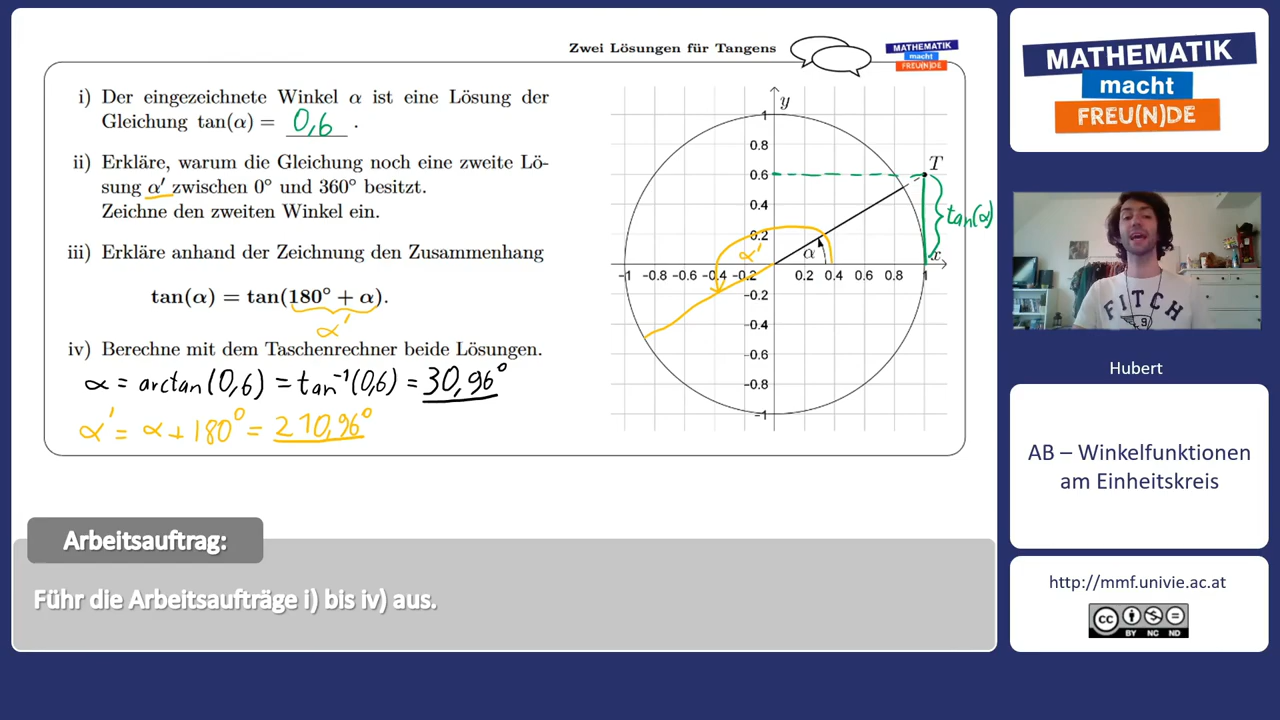 Zwei Lösungen für Tangens
MATHEMATIK
macht
FREU(N)DE
i) Der eingezeichnete Winkel α ist eine Lösung der
Gleichung tan(α) = 0,6 .
ii) Erkläre, warum die Gleichung noch eine zweite Lö-
sung α′ zwischen 0° und 360° besitzt.
Zeichne den zweiten Winkel ein.
iii) Erkläre anhand der Zeichnung den Zusammenhang
tan(α) = tan(180° + α).
α′
iv) Berechne mit dem Taschenrechner beide Lösungen.
α = arctan(0,6) = tan⁻¹(0,6) = 30,96°
α′ = α + 180° = 210,96°
y
1
0.8
0.6
0.4
0.2
T
tan(α)
α′
α
x
−1 −0.8 −0.6 −0.4 −0.2 0.2 0.4 0.6 0.8 1
−0.2
−0.4
−0.6
−0.8
−1
Arbeitsauftrag:
Führ die Arbeitsaufträge i) bis iv) aus.
MATHEMATIK
macht
FREU(N)DE
FITCH
9
Hubert
AB – Winkelfunktionen
am Einheitskreis
http://mmf.univie.ac.at
cc
BY NC ND